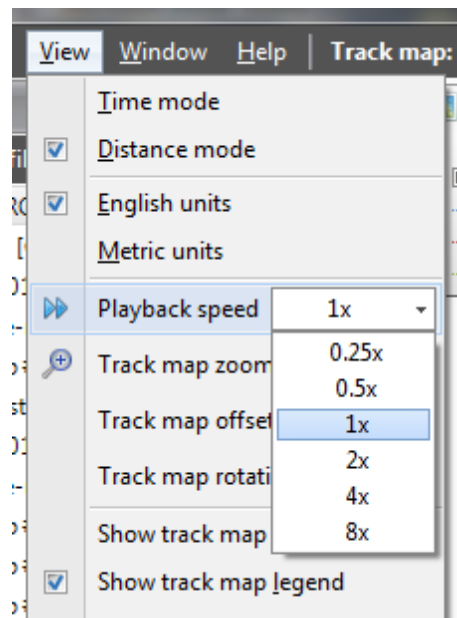 View Window Help Track map:
Time mode
Distance mode
English units
Metric units
Playback speed 1x
0.25x
Track map zoom
0.5x
Track map offset
1x
2x
Track map rotati
4x
Show track map
8x
Show track map legend